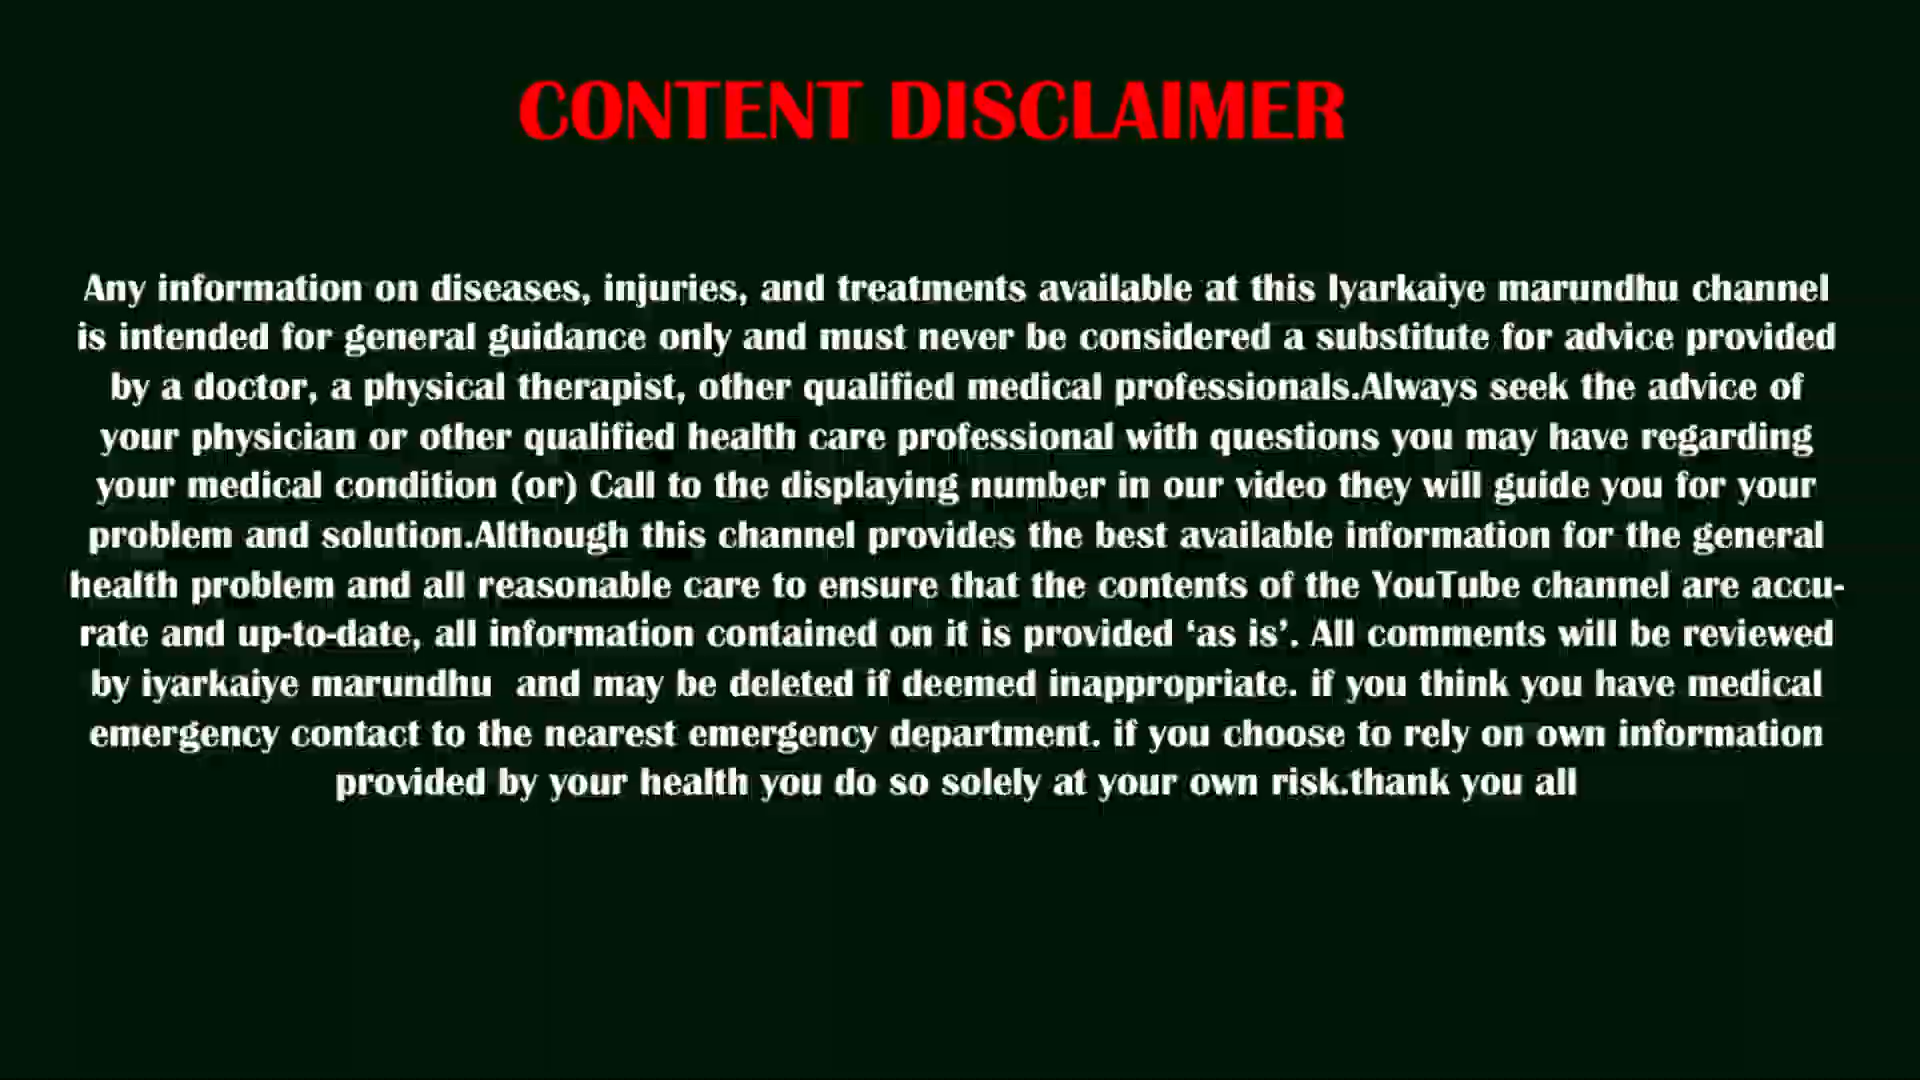 CONTENT DISCLAIMER
Any information on diseases, injuries, and treatments available at this Iyarkaiye marundhu channel
is intended for general guidance only and must never be considered a substitute for advice provided
by a doctor, a physical therapist, other qualified medical professionals.Always seek the advice of
your physician or other qualified health care professional with questions you may have regarding
your medical condition (or) Call to the displaying number in our video they will guide you for your
problem and solution.Although this channel provides the best available information for the general
health problem and all reasonable care to ensure that the contents of the YouTube channel are accu-
rate and up-to-date, all information contained on it is provided ‘as is’. All comments will be reviewed
by iyarkaiye marundhu  and may be deleted if deemed inappropriate. if you think you have medical
emergency contact to the nearest emergency department. if you choose to rely on own information
provided by your health you do so solely at your own risk.thank you all